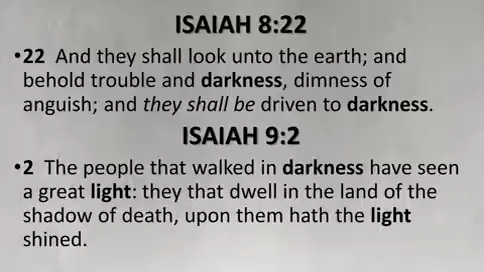 ISAIAH 8:22
•22 And they shall look unto the earth; and
behold trouble and darkness, dimness of
anguish; and they shall be driven to darkness.
ISAIAH 9:2
•2 The people that walked in darkness have seen
a great light: they that dwell in the land of the
shadow of death, upon them hath the light
shined.